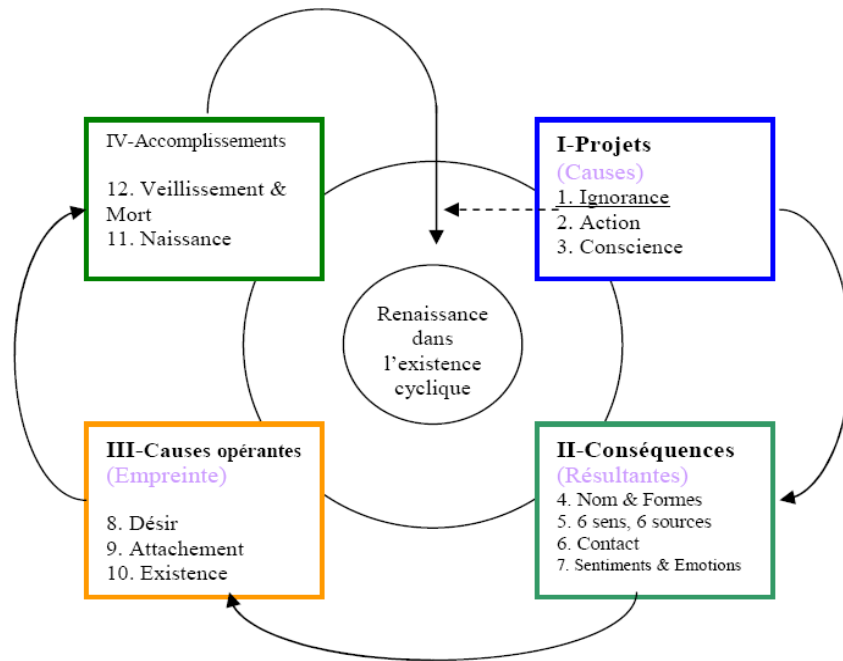 IV-Accomplissements
12. Veillissement &
Mort
11. Naissance
I-Projets
(Causes)
1. Ignorance
2. Action
3. Conscience
Renaissance
dans
l’existence
cyclique
III-Causes opérantes
(Empreinte)
8. Désir
9. Attachement
10. Existence
II-Conséquences
(Résultantes)
4. Nom & Formes
5. 6 sens, 6 sources
6. Contact
7. Sentiments & Emotions